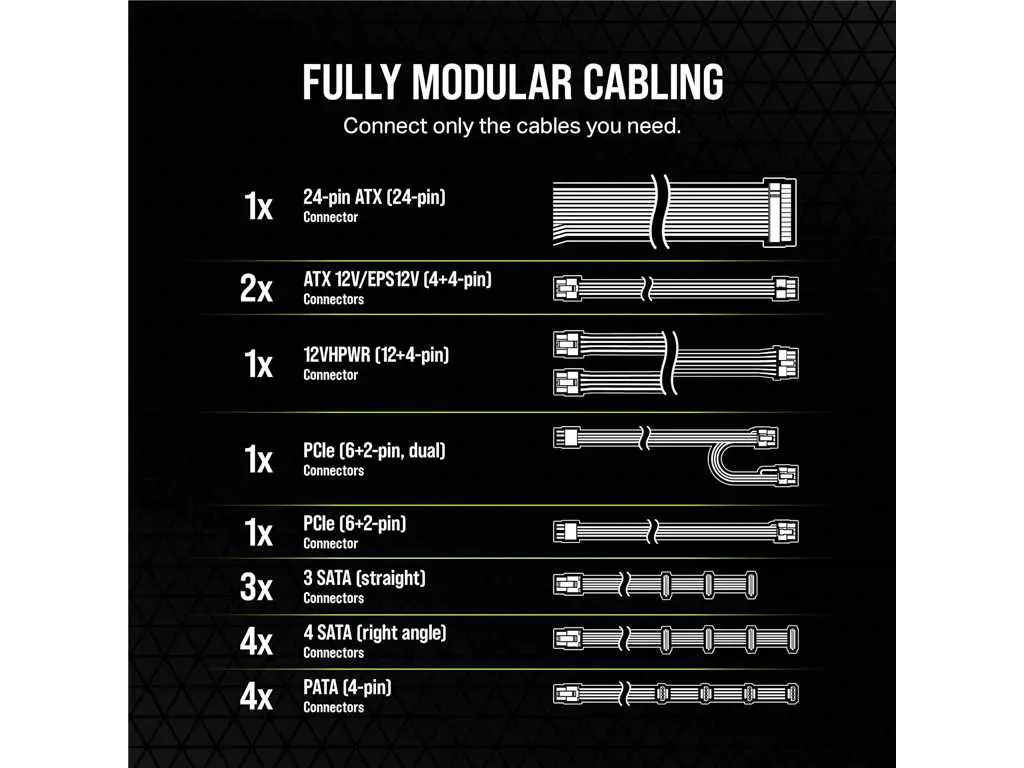 FULLY MODULAR CABLING
Connect only the cables you need.
1x
24-pin ATX (24-pin)
Connector
2x
ATX 12V/EPS12V (4+4-pin)
Connectors
1x
12VHPWR (12+4-pin)
Connector
1x
PCIe (6+2-pin, dual)
Connectors
1x
PCIe (6+2-pin)
Connector
3x
3 SATA (straight)
Connectors
4x
4 SATA (right angle)
Connectors
4x
PATA (4-pin)
Connectors